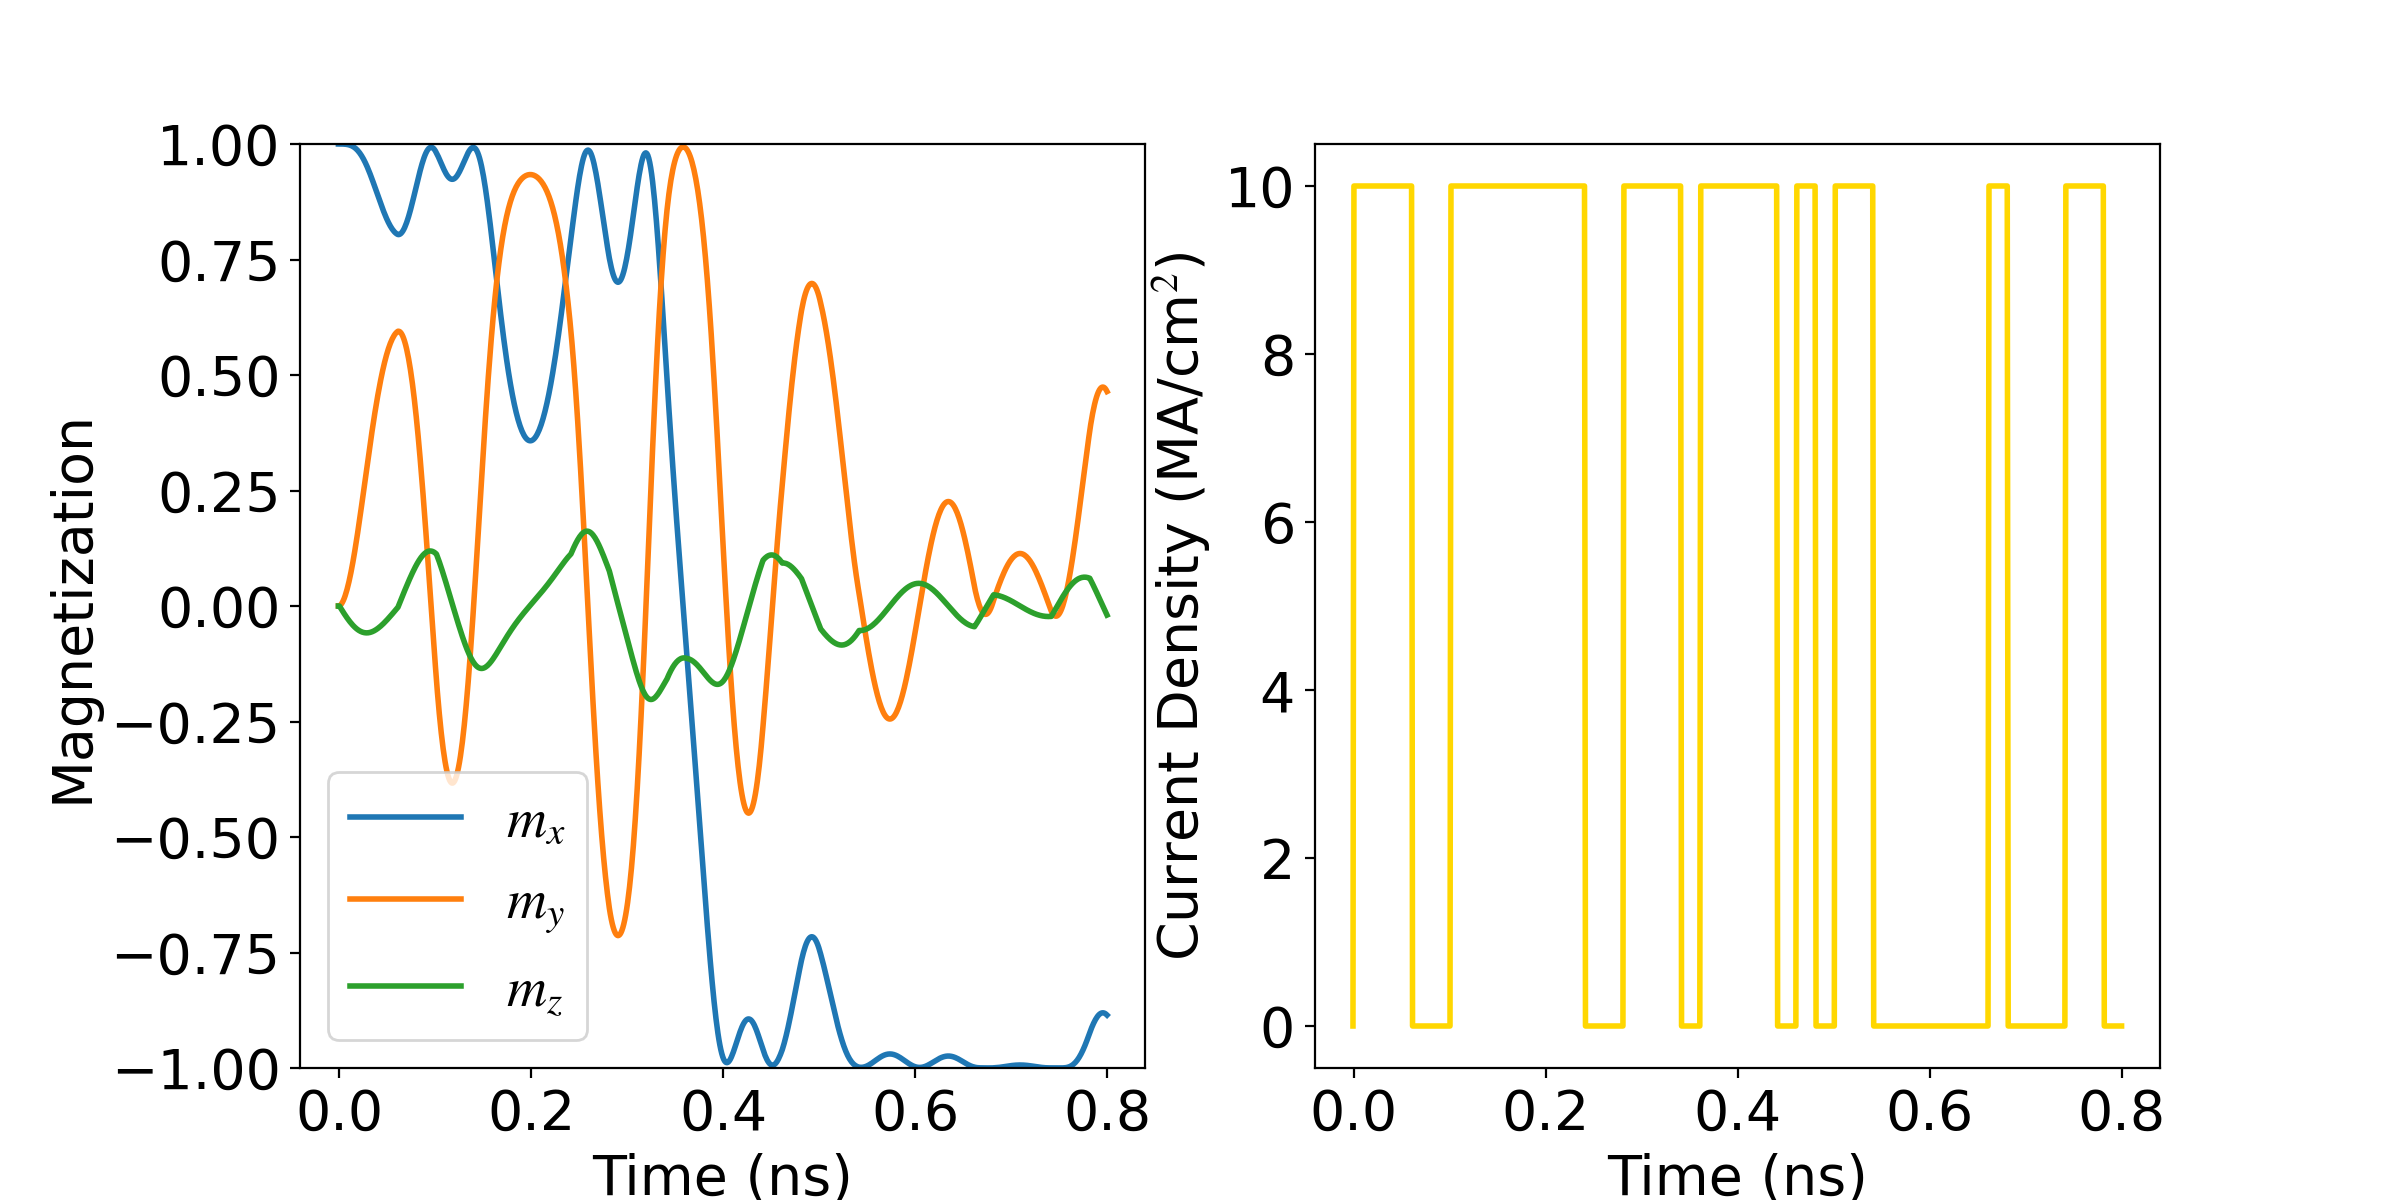 Magnetization
1.00
0.75
0.50
0.25
0.00
−0.25
−0.50
−0.75
−1.00
m_x
m_y
m_z
0.0 0.2 0.4 0.6 0.8
Time (ns)
Current Density (MA/cm²)
10
8
6
4
2
0
0.0 0.2 0.4 0.6 0.8
Time (ns)